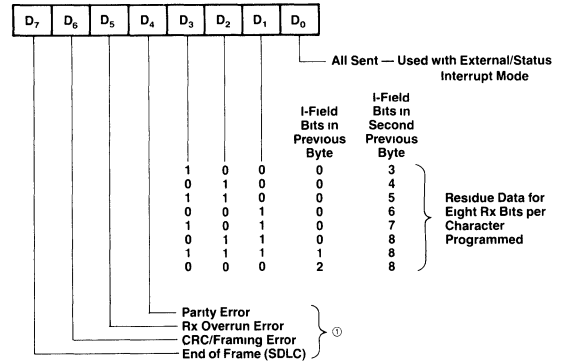 D7 D6 D5 D4 D3 D2 D1 D0
All Sent — Used with External/Status
Interrupt Mode
I-Field
Bits in
Previous
Byte
I-Field
Bits in
Second
Previous
Byte
1 0 0 0 3
0 1 0 0 4
1 1 0 0 5
0 0 1 0 6
1 0 1 0 7
0 1 1 0 8
1 1 1 1 8
0 0 0 2 8
Residue Data for
Eight Rx Bits per
Character
Programmed
Parity Error
Rx Overrun Error
CRC/Framing Error
End of Frame (SDLC)
①